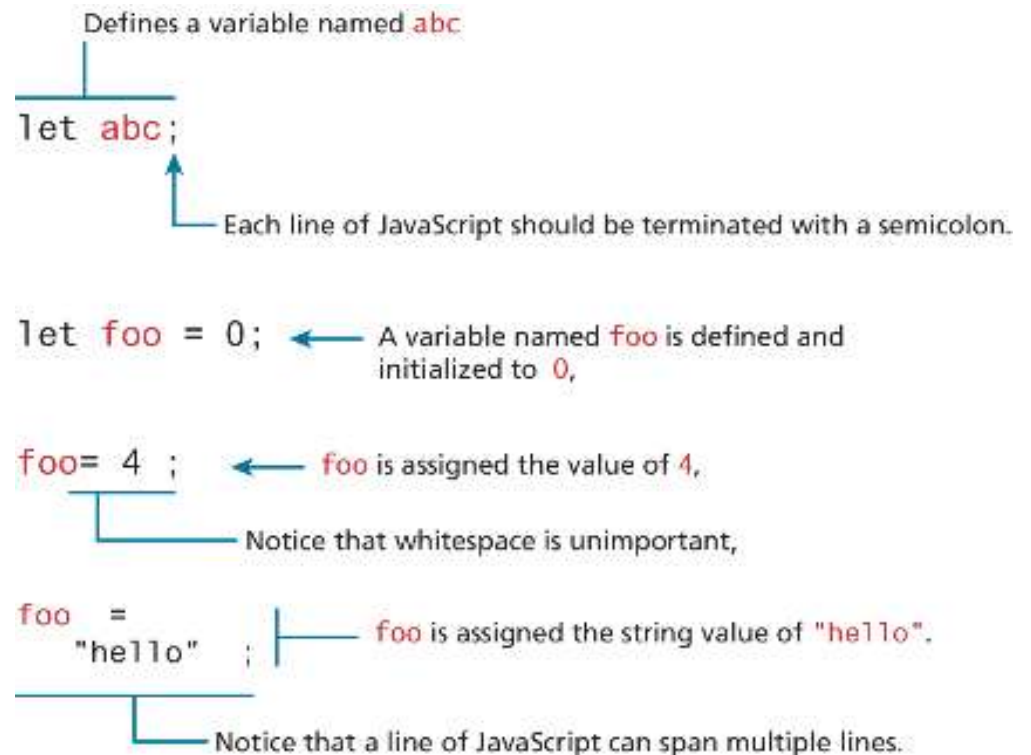 Defines a variable named abc
let abc;
Each line of JavaScript should be terminated with a semicolon.
let foo = 0;
A variable named foo is defined and
initialized to 0,
foo= 4 ;
foo is assigned the value of 4,
Notice that whitespace is unimportant,
foo =
"hello" ;
foo is assigned the string value of "hello".
Notice that a line of JavaScript can span multiple lines.